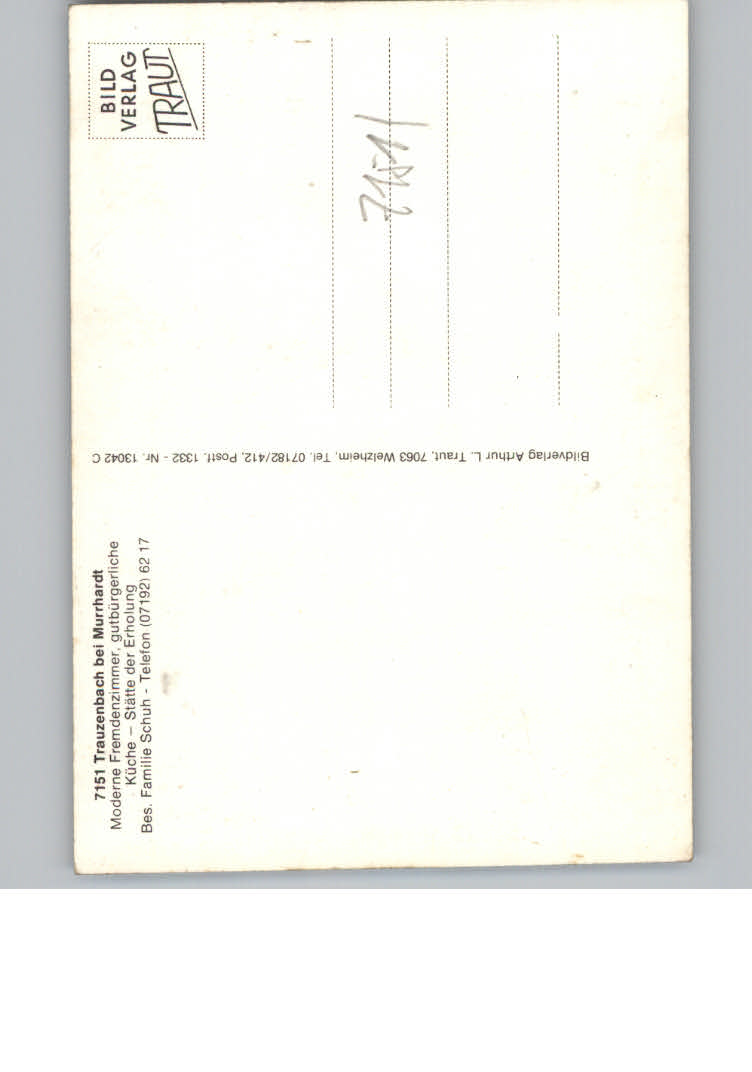 7151 Trauzenbach bei Murrhardt
Moderne Fremdenzimmer, gutbürgerliche
Küche – Stätte der Erholung
Bes. Familie Schuh - Telefon (07192) 62 17
Bildverlag Arthur L. Traut, 7063 Welzheim, Tel. 07182/412, Postf. 1332 - Nr. 13042 C
BILD
VERLAG
TRAUT
7151